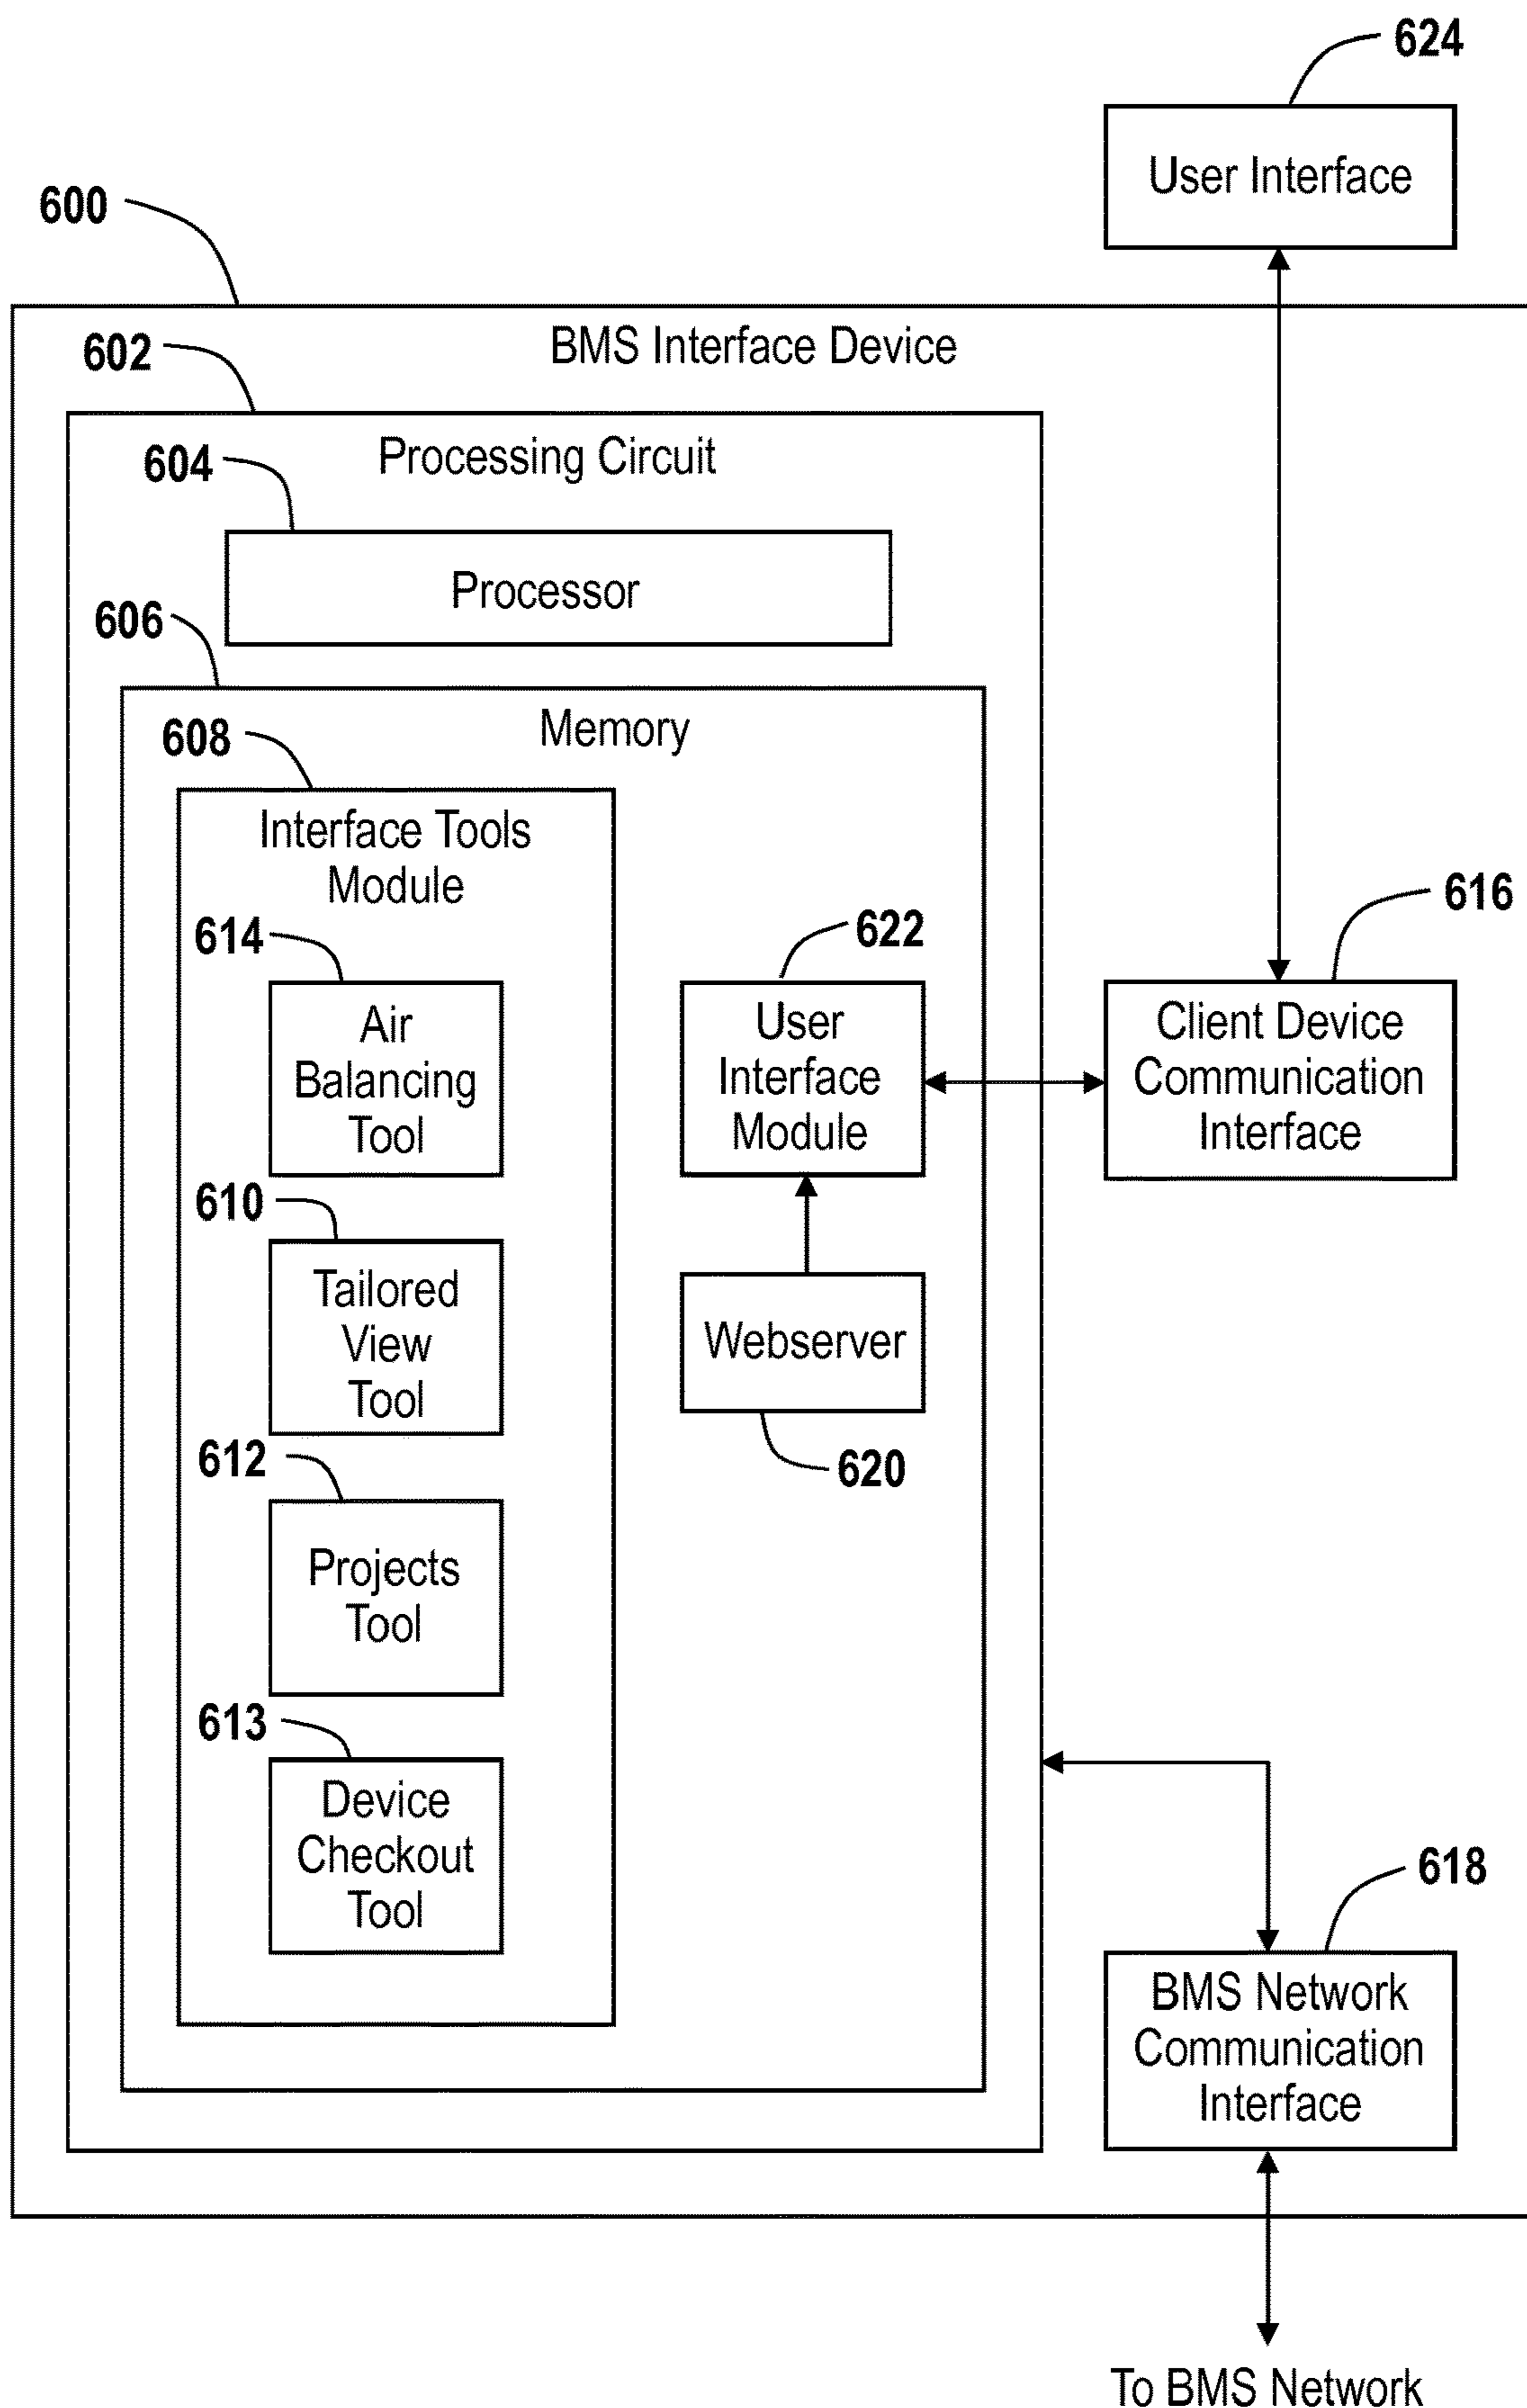 624
User Interface
600
BMS Interface Device
602
Processing Circuit
604
Processor
606
Memory
608
Interface Tools
Module
614
Air
Balancing
Tool
622
User
Interface
Module
616
Client Device
Communication
Interface
610
Tailored
View
Tool
Webserver
620
612
Projects
Tool
613
Device
Checkout
Tool
618
BMS Network
Communication
Interface
To BMS Network